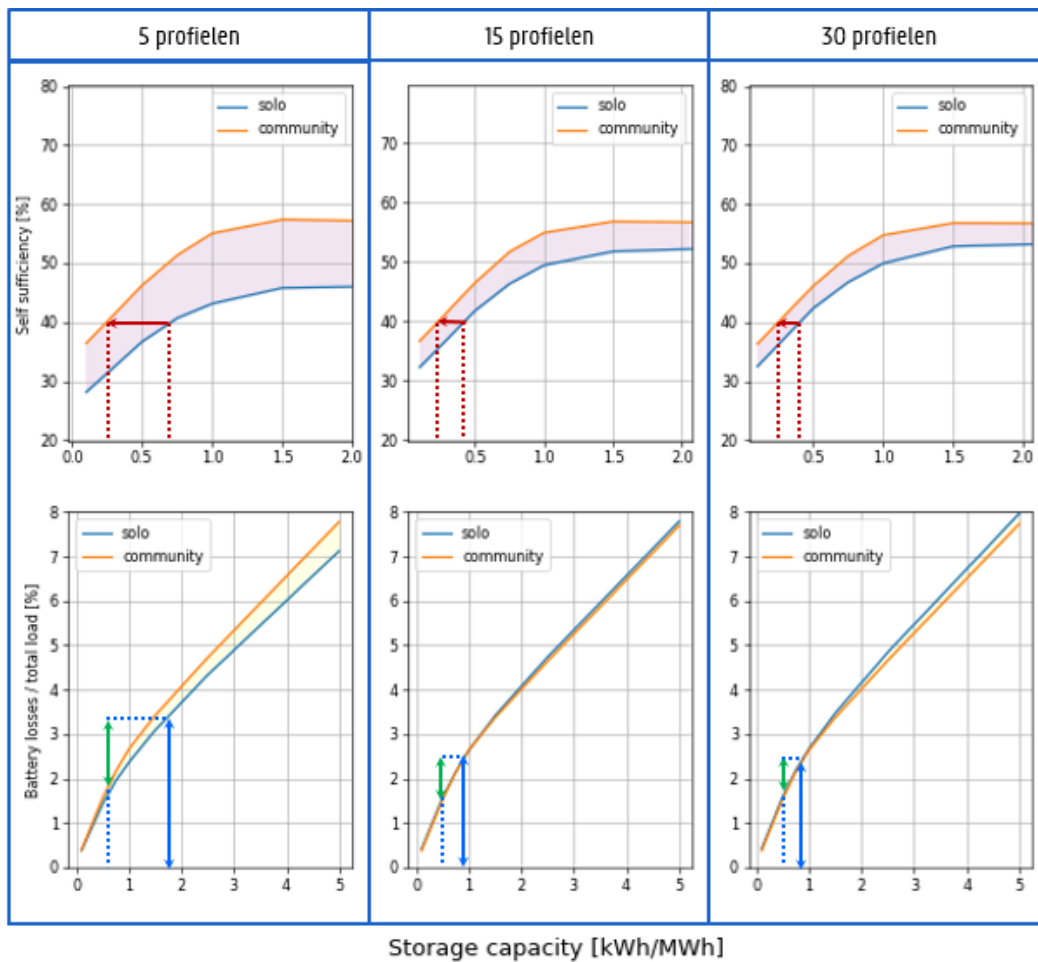 5 profielen
15 profielen
30 profielen
80
70
60
50
40
30
20
Self sufficiency [%]
solo
community
0.0 0.5 1.0 1.5 2.0
70
60
50
40
30
20
solo
community
0.5 1.0 1.5 2.0
80
70
60
50
40
30
20
solo
community
0.5 1.0 1.5 2.0
8
7
6
5
4
3
2
1
0
Battery losses / total load [%]
solo
community
0 1 2 3 4 5
8
7
6
5
4
3
2
1
0
solo
community
0 1 2 3 4 5
8
7
6
5
4
3
2
1
0
solo
community
0 1 2 3 4 5
Storage capacity [kWh/MWh]